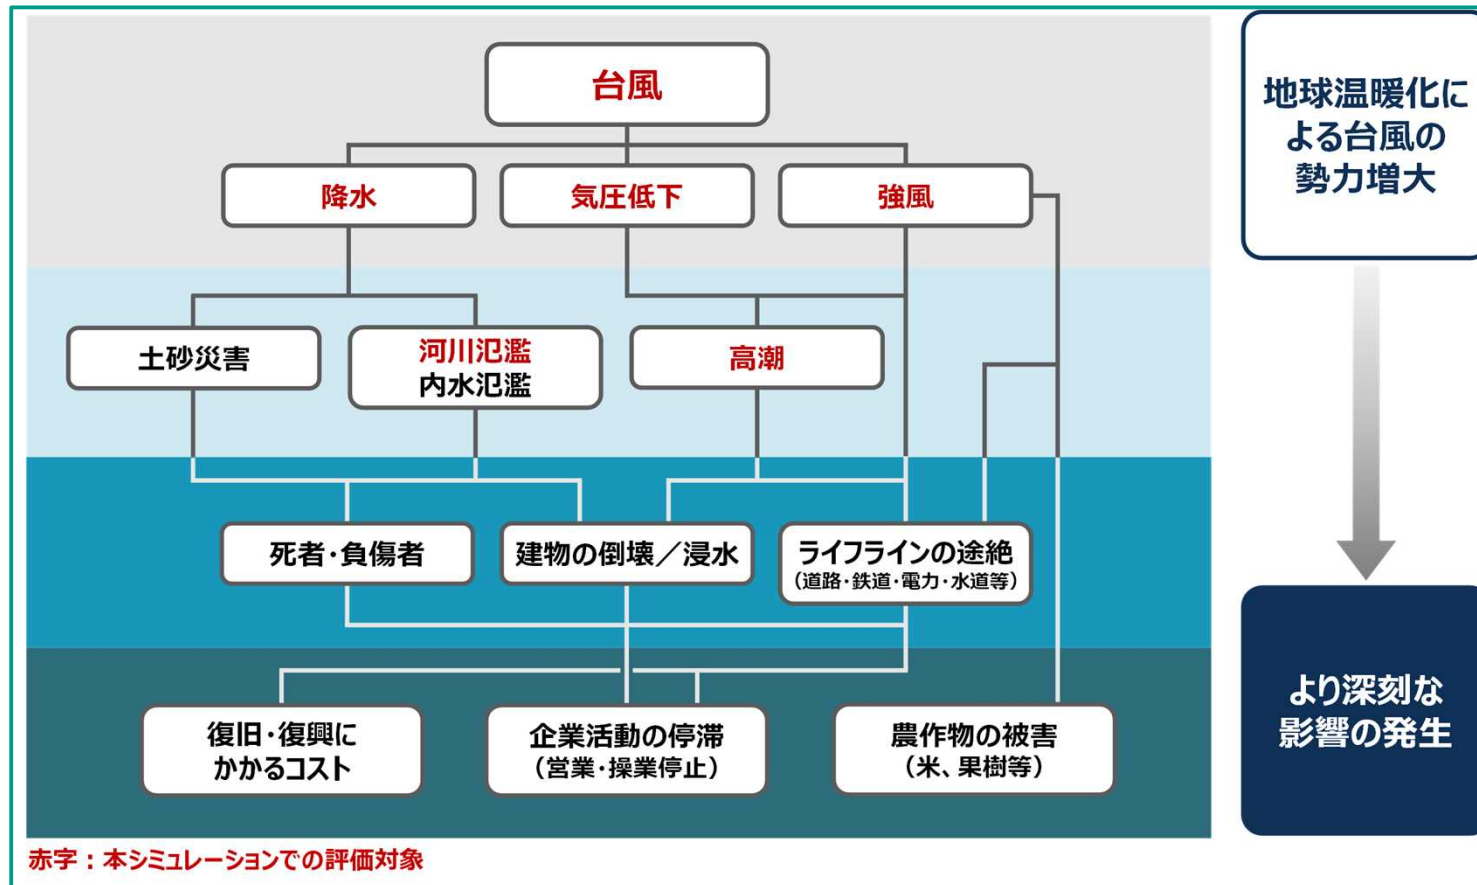 台風
降水
気圧低下
強風
土砂災害
河川氾濫
内水氾濫
高潮
死者・負傷者
建物の倒壊／浸水
ライフラインの途絶
（道路・鉄道・電力・水道等）
復旧・復興に
かかるコスト
企業活動の停滞
（営業・操業停止）
農作物の被害
（米、果樹等）
地球温暖化に
よる台風の
勢力増大
より深刻な
影響の発生
赤字：本シミュレーションでの評価対象